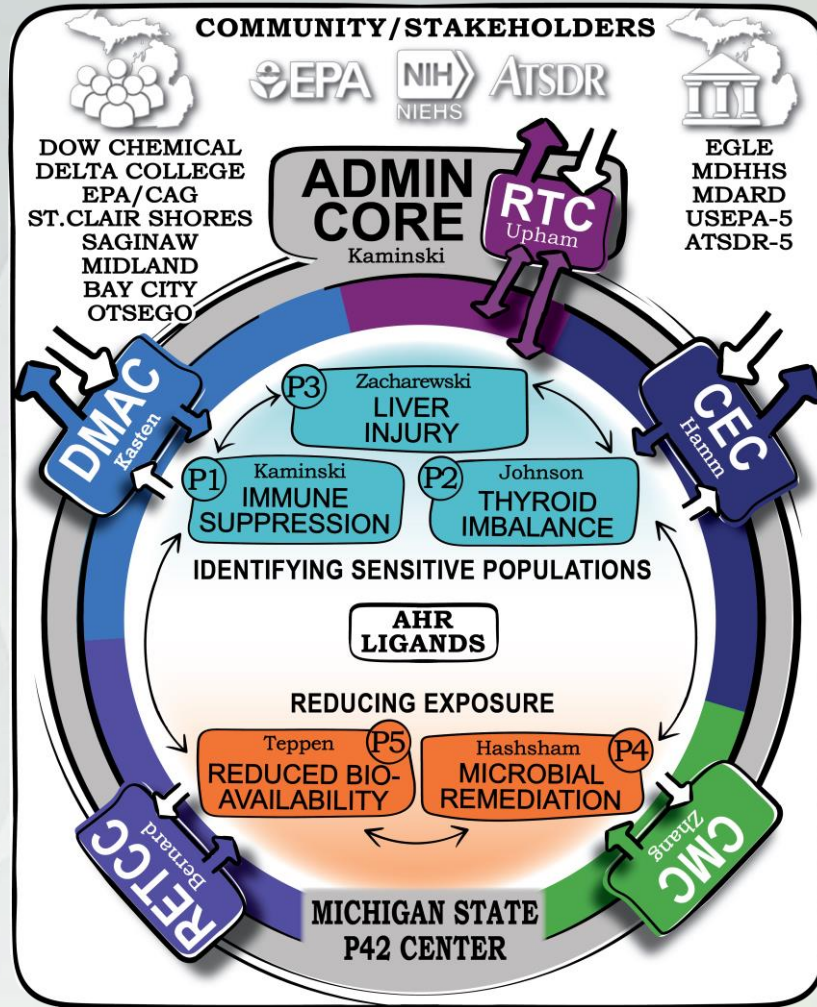 COMMUNITY/STAKEHOLDERS
EPA
NIH
NIEHS
ATSDR
DOW CHEMICAL
DELTA COLLEGE
EPA/CAG
ST.CLAIR SHORES
SAGINAW
MIDLAND
BAY CITY
OTSEGO
EGLE
MDHHS
MDARD
USEPA-5
ATSDR-5
ADMIN
CORE
Kaminski
RTC
Upham
DMAC
Kasten
CEC
Hamm
P3
Zacharewski
LIVER
INJURY
P1
Kaminski
IMMUNE
SUPPRESSION
P2
Johnson
THYROID
IMBALANCE
IDENTIFYING SENSITIVE POPULATIONS
AHR
LIGANDS
REDUCING EXPOSURE
Teppen
P5
REDUCED BIO-
AVAILABILITY
Hashsham
P4
MICROBIAL
REMEDIATION
RETCC
Bernard
CMC
Zhang
MICHIGAN STATE
P42 CENTER